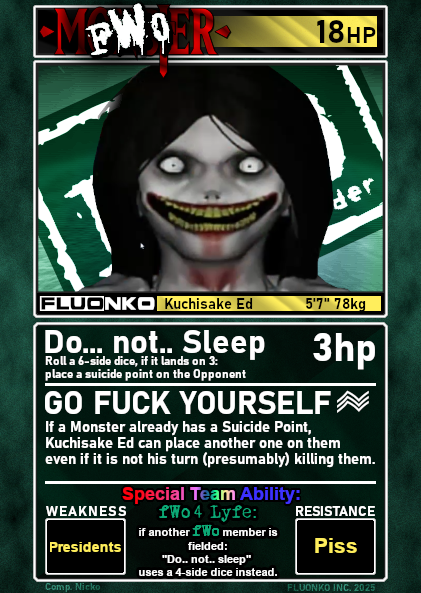 MONSTER
fWo
18HP
der
FLUONKO
Kuchisake Ed
5'7" 78kg
Do... not.. Sleep
3hp
Roll a 6-side dice, if it lands on 3:
place a suicide point on the Opponent
GO FUCK YOURSELF
If a Monster already has a Suicide Point,
Kuchisake Ed can place another one on them
even if it is not his turn (presumably) killing them.
Special Team Ability:
fWo 4 Lyfe:
WEAKNESS
Presidents
if another fWo member is
fielded:
"Do.. not.. sleep"
uses a 4-side dice instead.
RESISTANCE
Piss
Comp. Nicko
FLUONKO INC. 2025